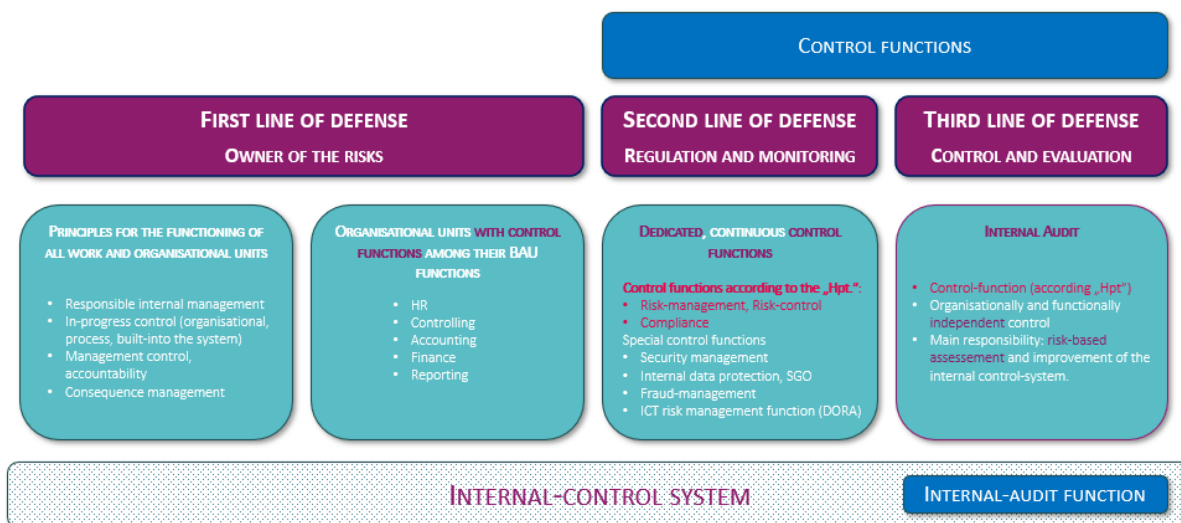 CONTROL FUNCTIONS
FIRST LINE OF DEFENSE
OWNER OF THE RISKS
SECOND LINE OF DEFENSE
REGULATION AND MONITORING
THIRD LINE OF DEFENSE
CONTROL AND EVALUATION
PRINCIPLES FOR THE FUNCTIONING OF
ALL WORK AND ORGANISATIONAL UNITS
• Responsible internal management
• In-progress control (organisational,
process, built-into the system)
• Management control,
accountability
• Consequence management
ORGANISATIONAL UNITS WITH CONTROL
FUNCTIONS AMONG THEIR BAU
FUNCTIONS
• HR
• Controlling
• Accounting
• Finance
• Reporting
DEDICATED, CONTINUOUS CONTROL
FUNCTIONS
Control functions according to the „Hpt.":
• Risk-management, Risk-control
• Compliance
Special control functions
• Security management
• Internal data protection, SGO
• Fraud-management
• ICT risk management function (DORA)
INTERNAL AUDIT
• Control-function (according „Hpt")
• Organisationally and functionally
independent control
• Main responsibility: risk-based
assessement and improvement of the
internal control-system.
INTERNAL-CONTROL SYSTEM
INTERNAL-AUDIT FUNCTION